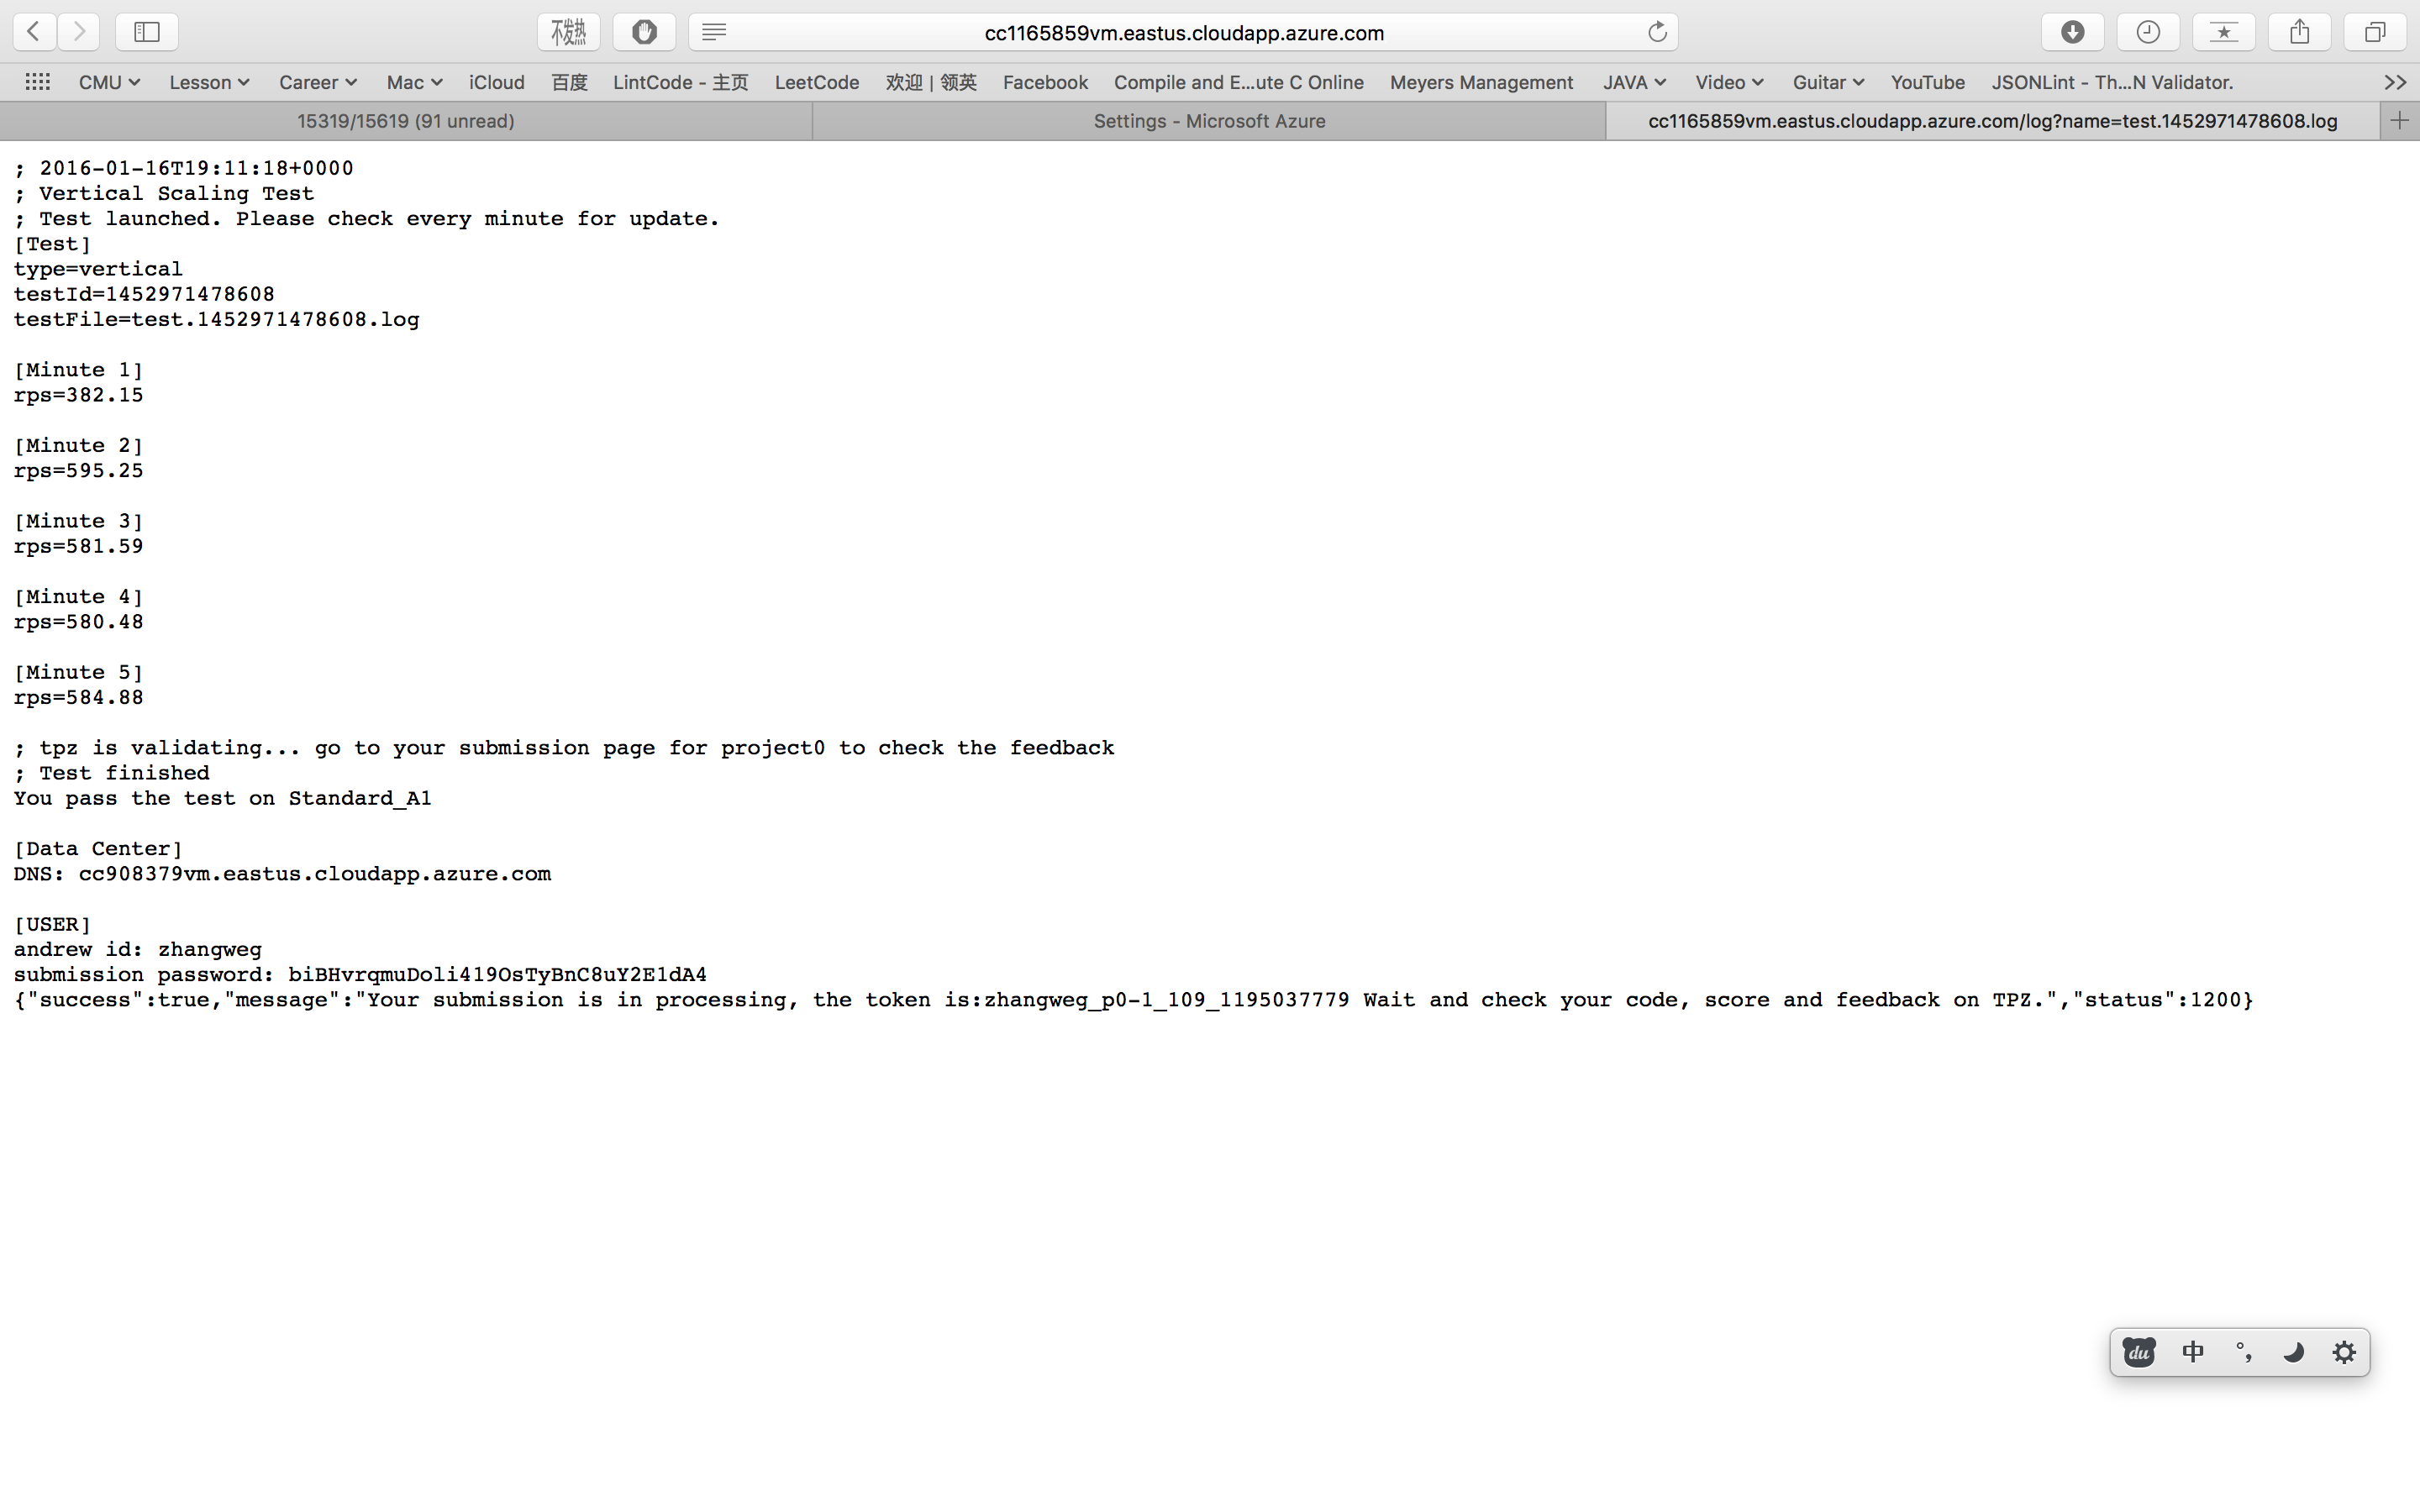 不发热
cc1165859vm.eastus.cloudapp.azure.com
CMU Lesson Career Mac iCloud 百度 LintCode - 主页 LeetCode 欢迎 | 领英 Facebook Compile and E...ute C Online Meyers Management JAVA Video Guitar YouTube JSONLint - Th...N Validator.
15319/15619 (91 unread) Settings - Microsoft Azure cc1165859vm.eastus.cloudapp.azure.com/log?name=test.1452971478608.log
; 2016-01-16T19:11:18+0000
; Vertical Scaling Test
; Test launched. Please check every minute for update.
[Test]
type=vertical
testId=1452971478608
testFile=test.1452971478608.log
[Minute 1]
rps=382.15
[Minute 2]
rps=595.25
[Minute 3]
rps=581.59
[Minute 4]
rps=580.48
[Minute 5]
rps=584.88
; tpz is validating... go to your submission page for project0 to check the feedback
; Test finished
You pass the test on Standard_A1
[Data Center]
DNS: cc908379vm.eastus.cloudapp.azure.com
[USER]
andrew id: zhangweg
submission password: biBHvrqmuDoli419OsTyBnC8uY2E1dA4
{"success":true,"message":"Your submission is in processing, the token is:zhangweg_p0-1_109_1195037779 Wait and check your code, score and feedback on TPZ.","status":1200}
du 中 °,